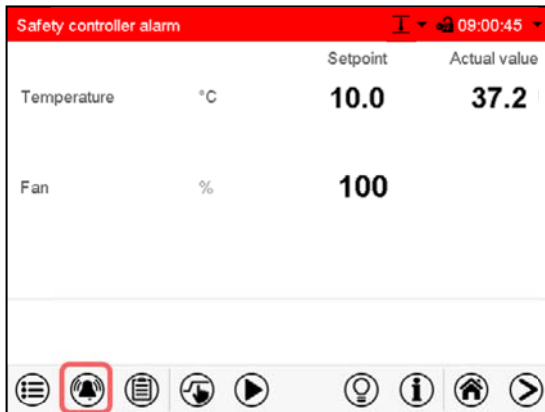 Safety controller alarm 09:00:45
Setpoint Actual value
Temperature °C 10.0 37.2
Fan % 100